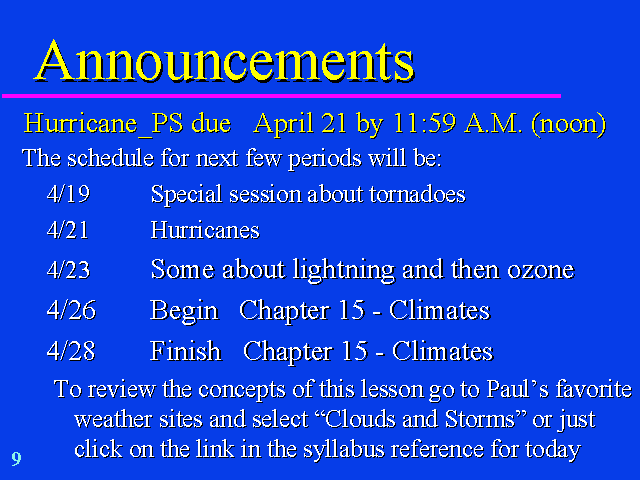 Announcements
Hurricane_PS due April 21 by 11:59 A.M. (noon)
The schedule for next few periods will be:
4/19 Special session about tornadoes
4/21 Hurricanes
4/23 Some about lightning and then ozone
4/26 Begin Chapter 15 - Climates
4/28 Finish Chapter 15 - Climates
To review the concepts of this lesson go to Paul’s favorite
weather sites and select “Clouds and Storms” or just
click on the link in the syllabus reference for today
9